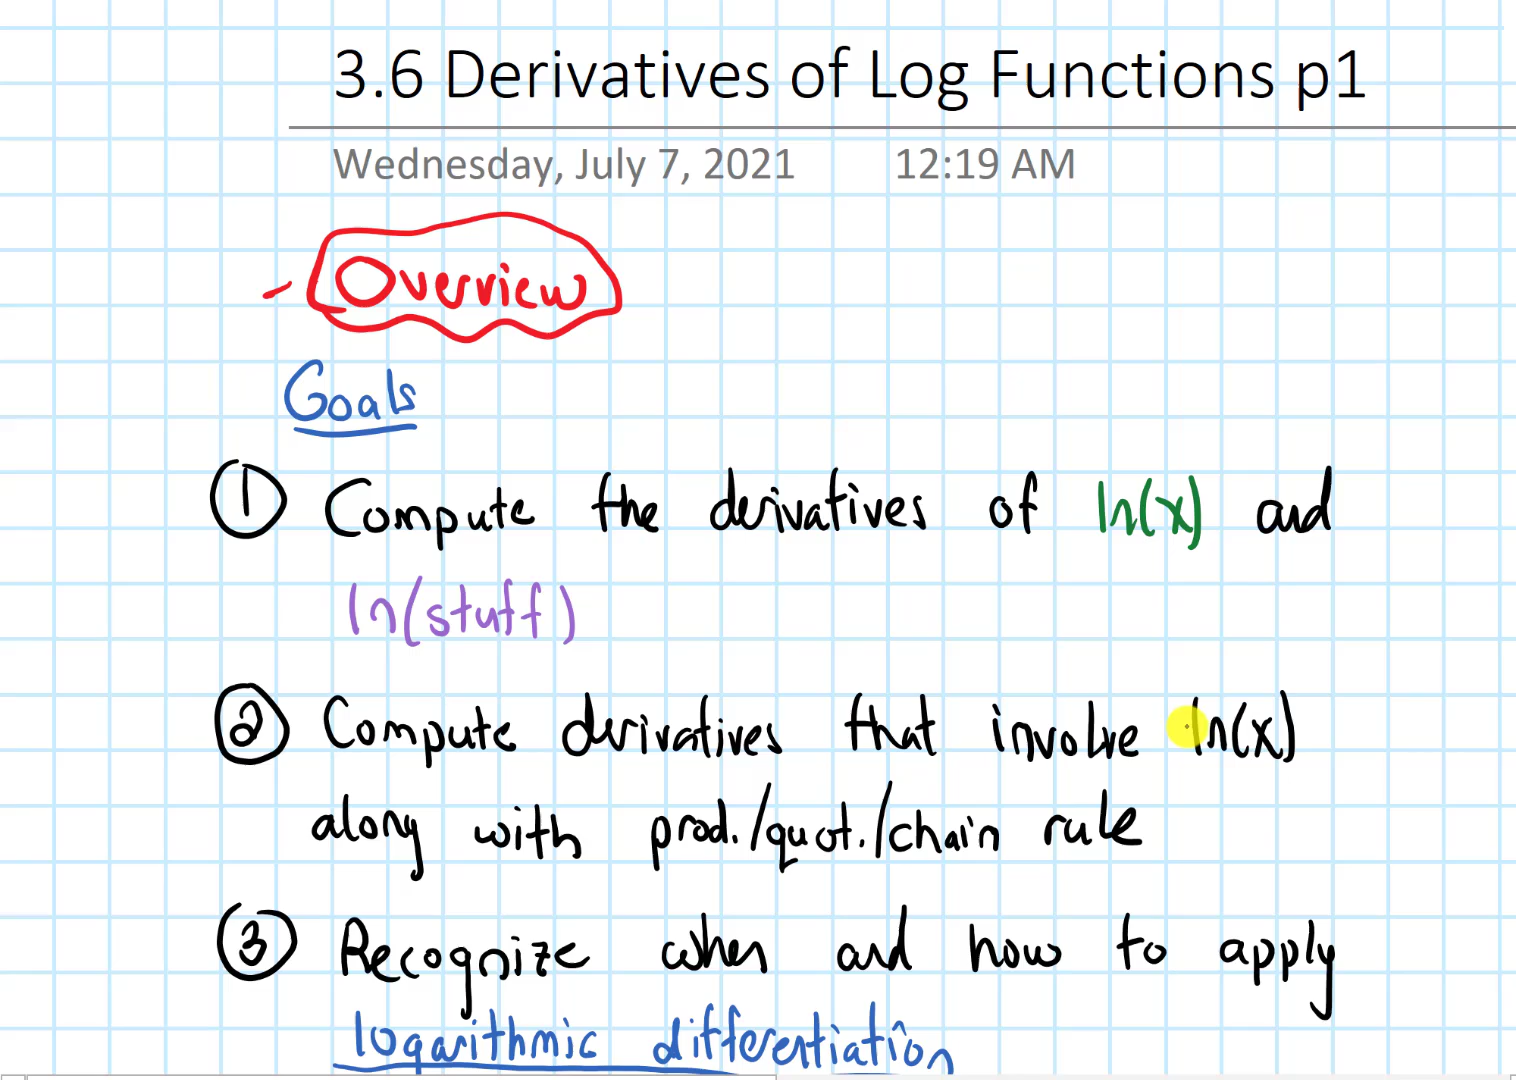 3.6 Derivatives of Log Functions p1
Wednesday, July 7, 2021 12:19 AM
- Overview
Goals
① Compute the derivatives of ln(x) and
ln(stuff)
② Compute derivatives that involve ln(x)
along with prod./quot./chain rule
③ Recognize when and how to apply
logarithmic differentiation